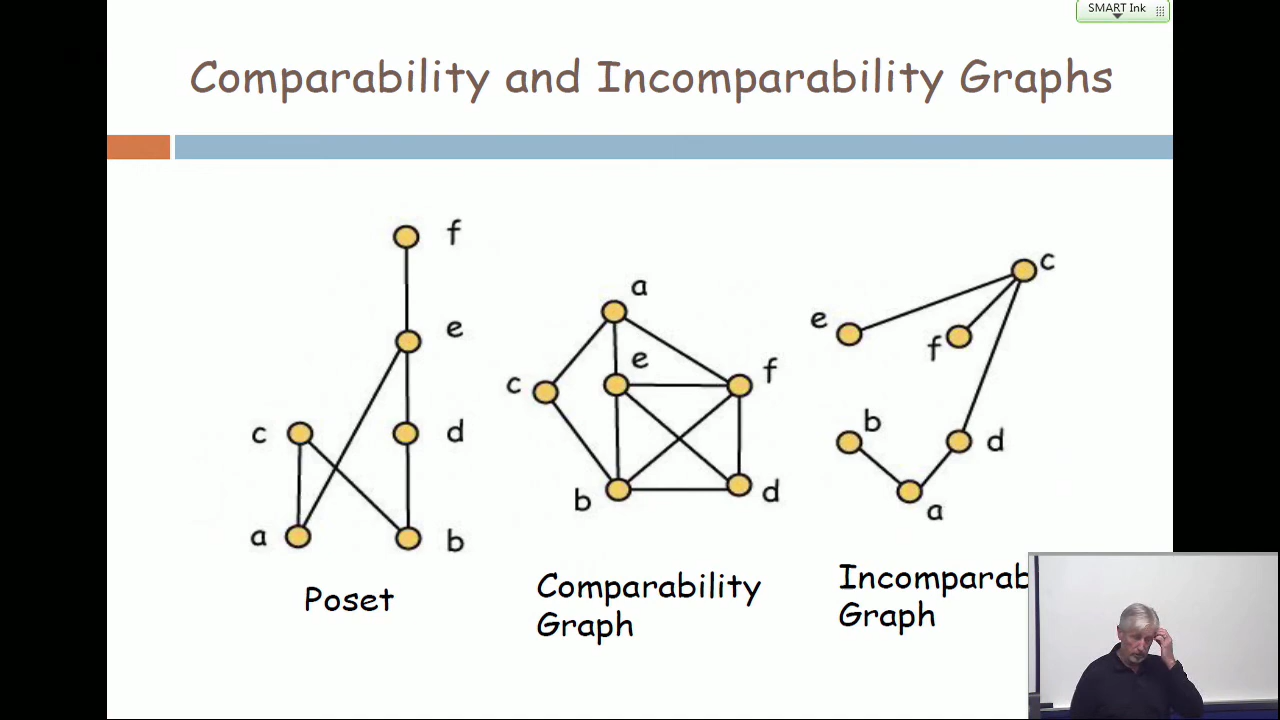 SMART Ink
Comparability and Incomparability Graphs
f
e
c
d
a
b
Poset
a
e
f
c
b
d
Comparability
Graph
c
e
f
b
d
a
Incomparab
Graph